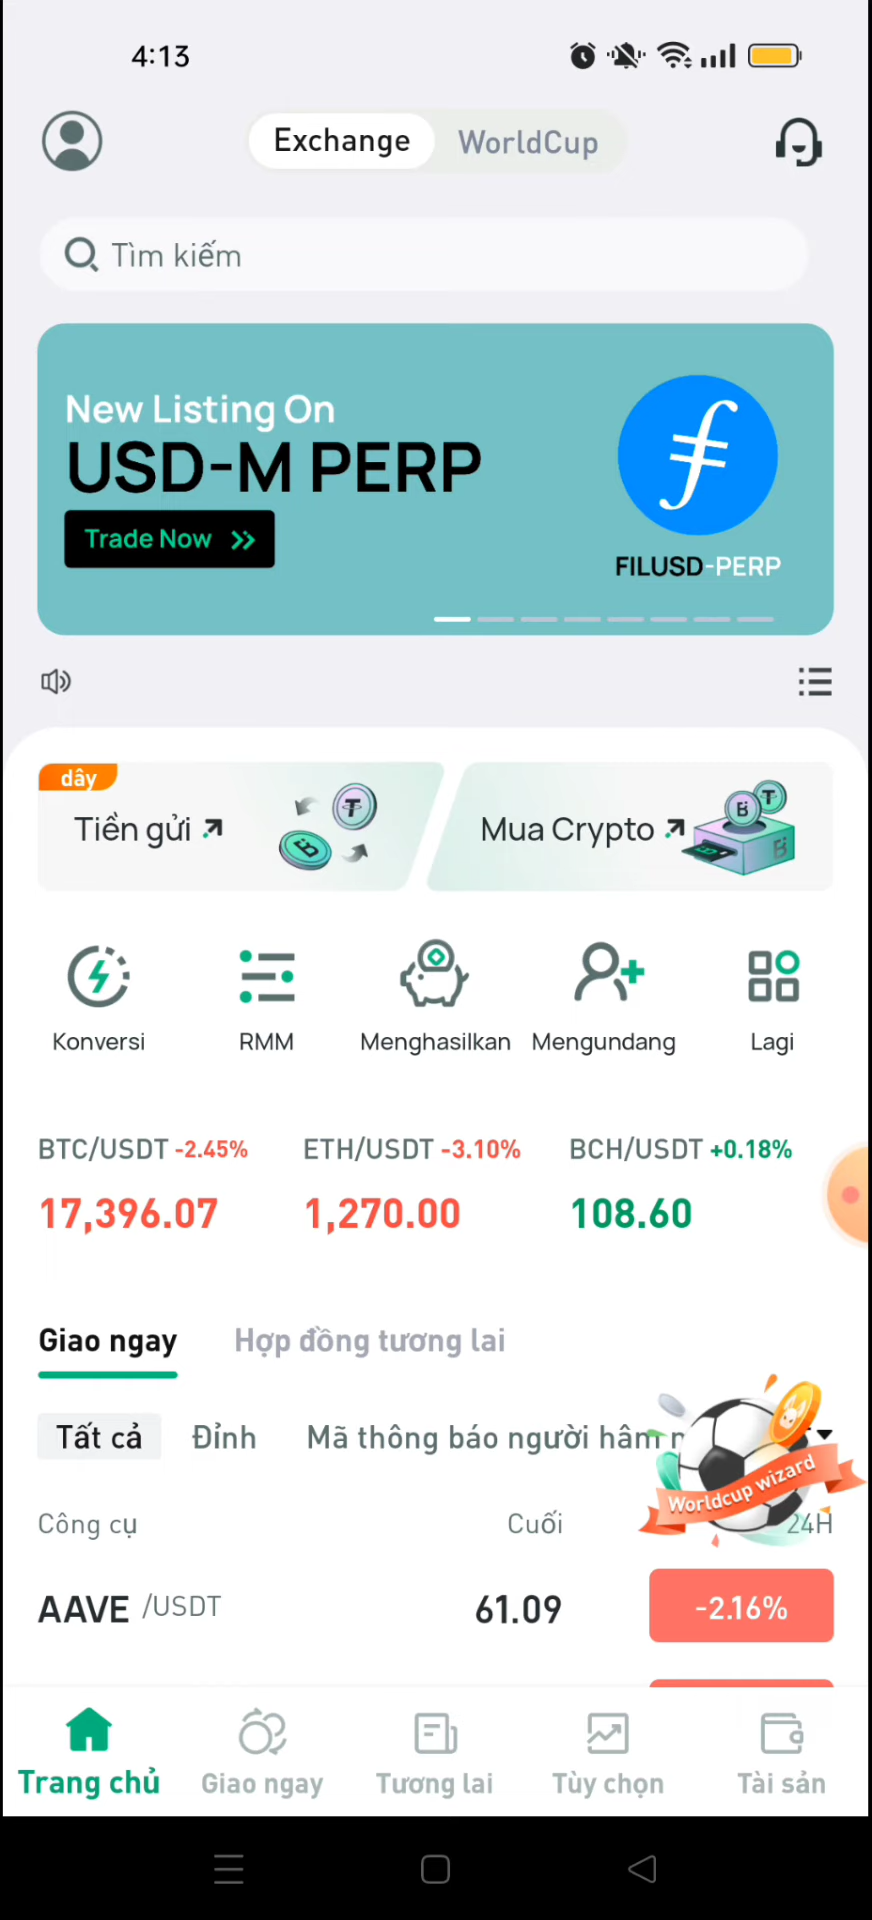 4:13
Exchange
WorldCup
Tìm kiếm
New Listing On
USD-M PERP
Trade Now
FILUSD-PERP
dây
Tiền gửi
Mua Crypto
Konversi
RMM
Menghasilkan
Mengundang
Lagi
BTC/USDT -2.45%
ETH/USDT -3.10%
BCH/USDT +0.18%
17,396.07
1,270.00
108.60
Giao ngay
Hợp đồng tương lai
Tất cả
Đỉnh
Mã thông báo người hâm
Worldcup wizard
Công cụ
Cuối
24H
AAVE /USDT
61.09
-2.16%
Trang chủ
Giao ngay
Tương lai
Tùy chọn
Tài sản